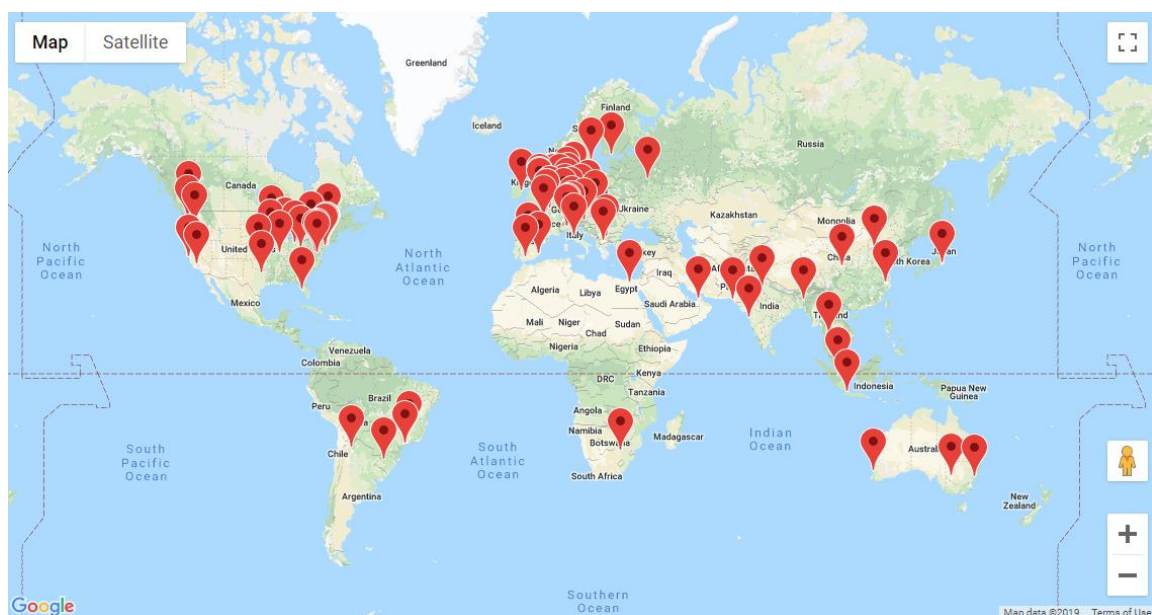 Map Satellite
Greenland
Iceland
Finland
Russia
Canada
Ukraine
Kazakhstan
Mongolia
North
Pacific
Ocean
United
North
Atlantic
Ocean
Italy
Iraq
South Korea
North
Pacific
Ocean
Mexico
Algeria
Libya
Egypt
Saudi Arabia
India
Mali
Niger
Chad
Sudan
Nigeria
Ethiopia
Venezuela
Colombia
Kenya
DRC
Indonesia
Papua New
Guinea
Tanzania
Peru
Brazil
Angola
Namibia
Botswana
Madagascar
Indian
Ocean
South
Pacific
Ocean
Chile
South
Atlantic
Ocean
South Africa
Argentina
New
Zealand
Southern
Ocean
Google
Map data ©2019 Terms of Use